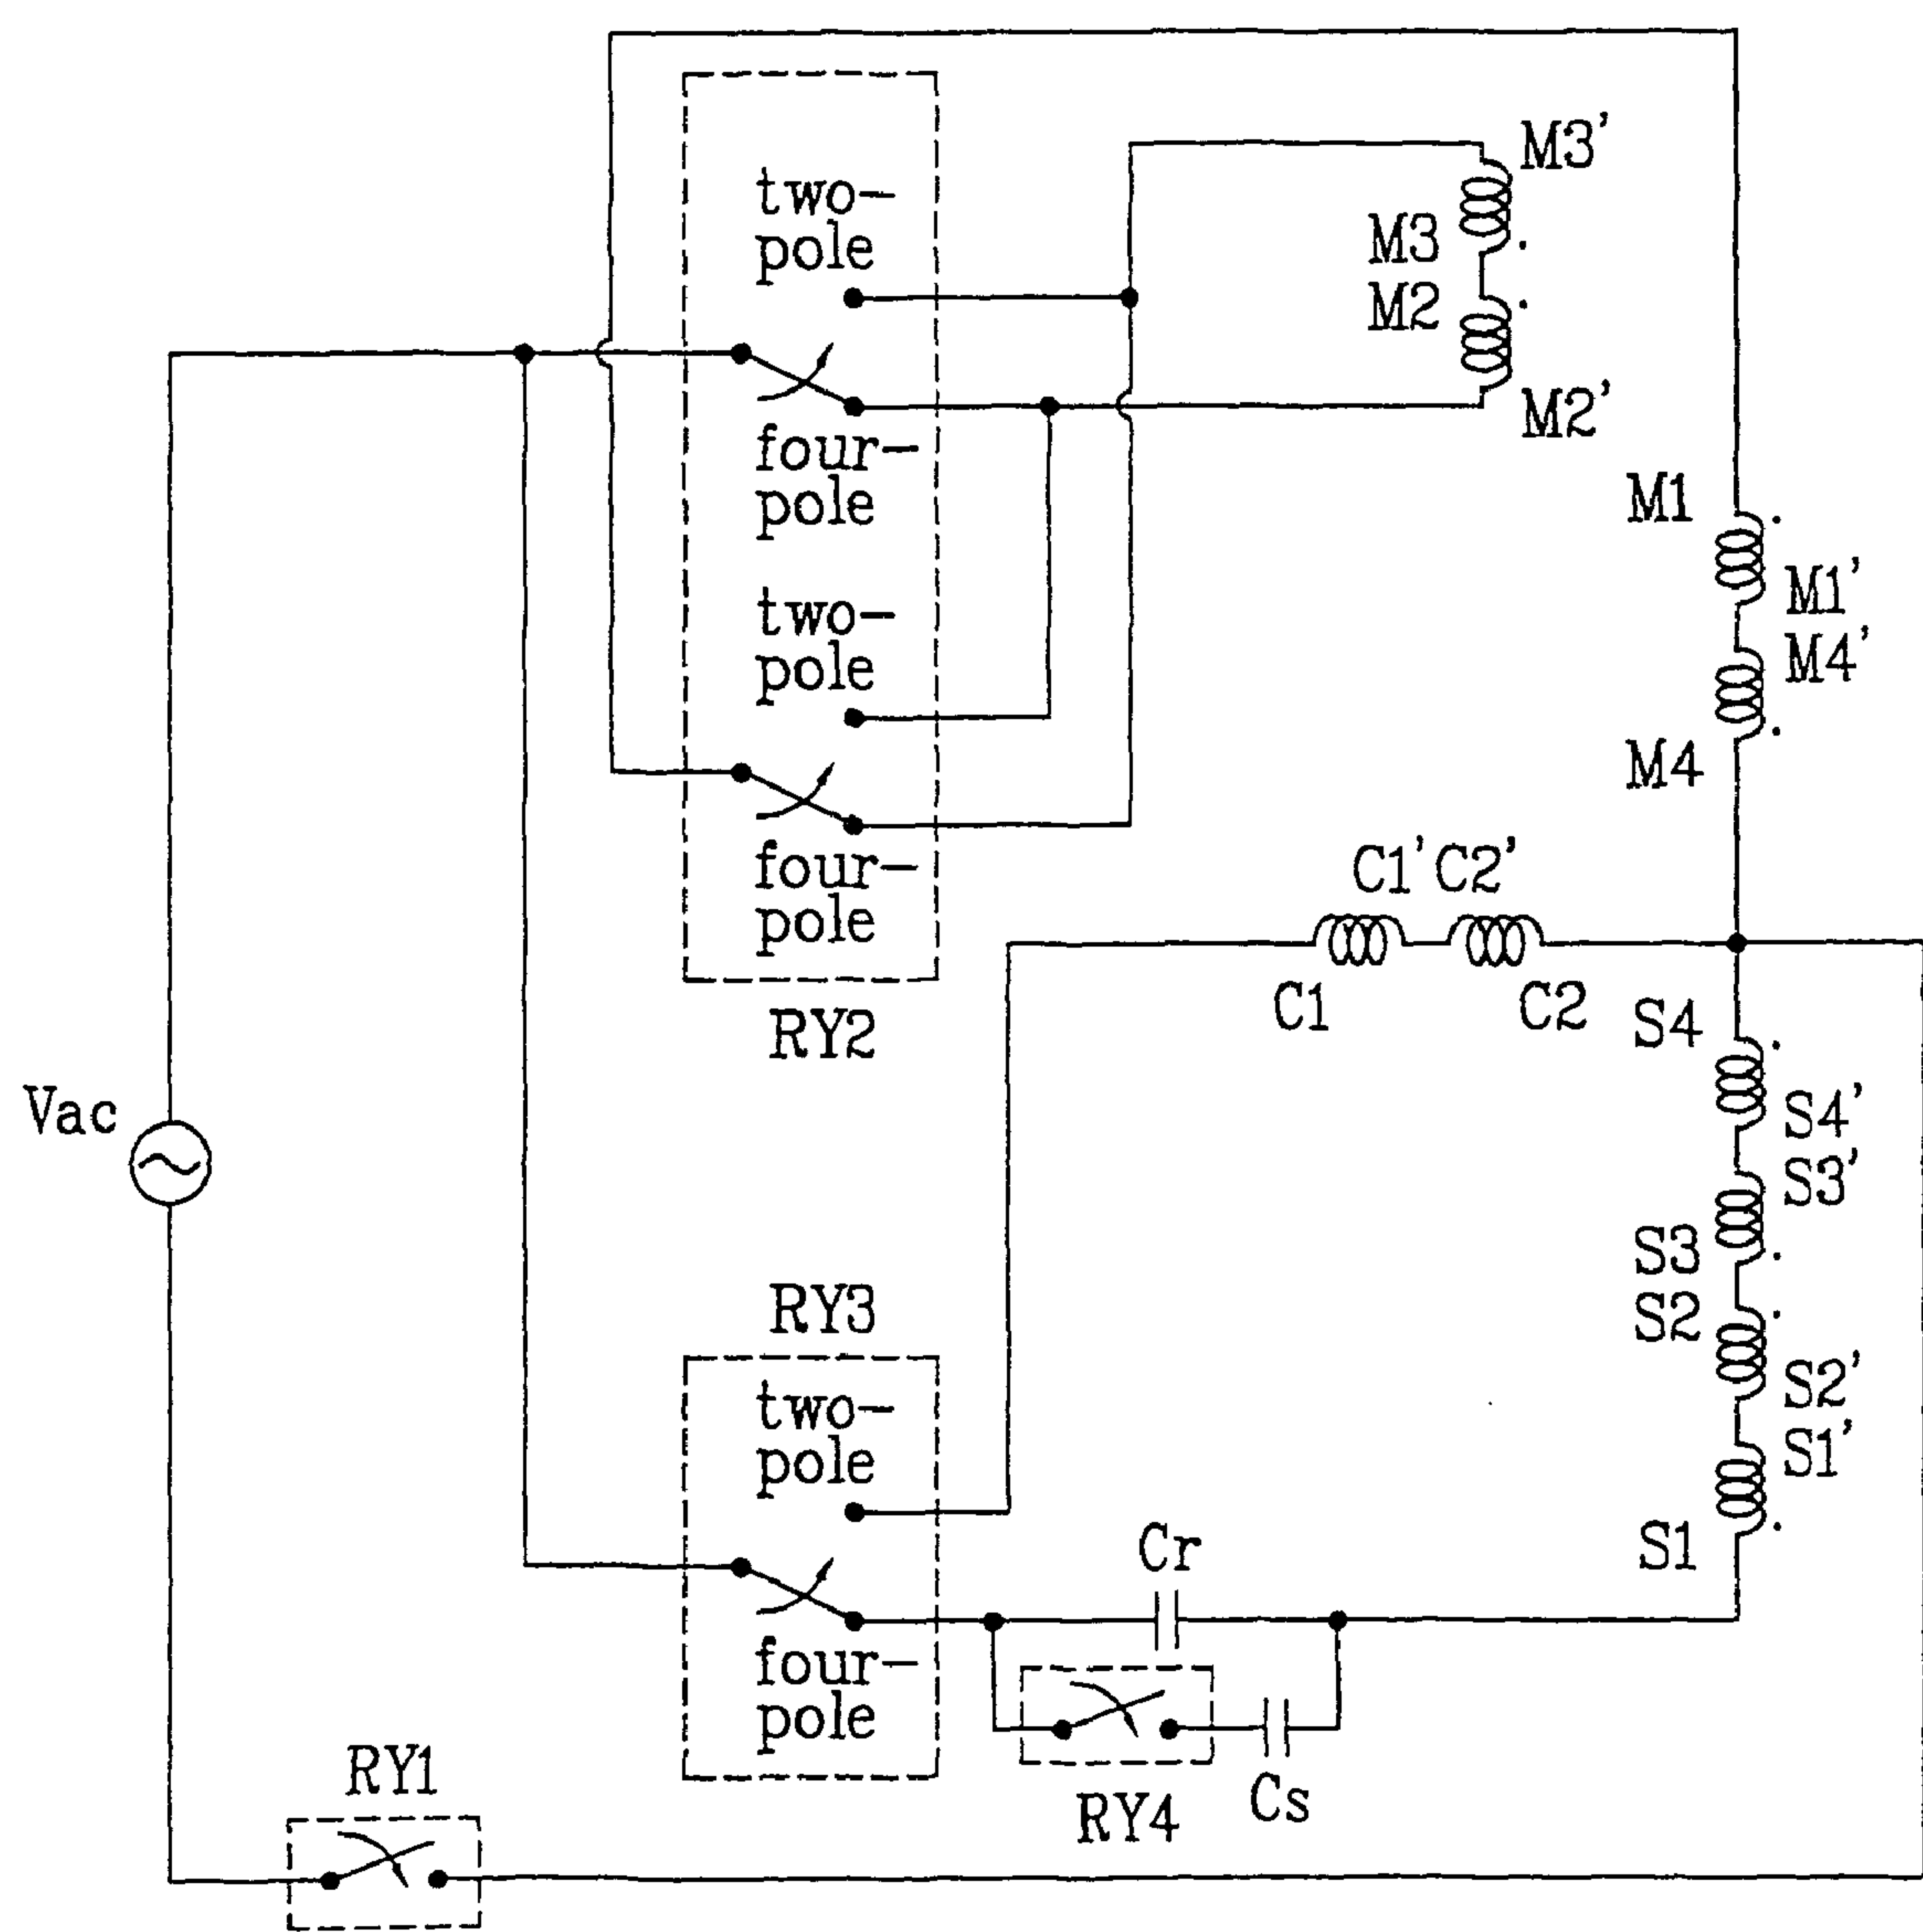 two-
pole
M3'
M3
M2
M2'
four-
pole
M1
M1'
two-
pole
M4'
M4
four-
pole
C1'C2'
C1
C2
RY2
S4
Vac
S4'
S3'
S3
S2
RY3
S2'
two-
pole
S1'
S1
Cr
four-
pole
RY1
RY4
Cs